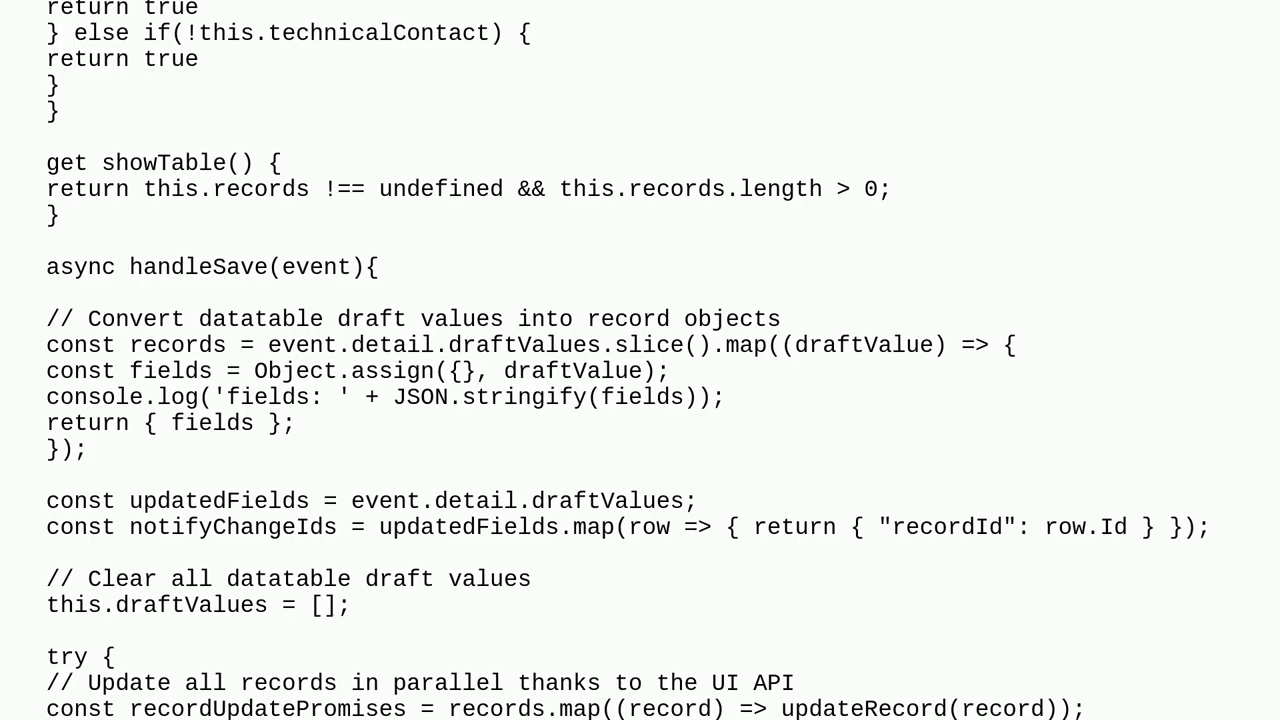 return true
} else if(!this.technicalContact) {
return true
}
}
get showTable() {
return this.records !== undefined && this.records.length > 0;
}
async handleSave(event){
// Convert datatable draft values into record objects
const records = event.detail.draftValues.slice().map((draftValue) => {
const fields = Object.assign({}, draftValue);
console.log('fields: ' + JSON.stringify(fields));
return { fields };
});
const updatedFields = event.detail.draftValues;
const notifyChangeIds = updatedFields.map(row => { return { "recordId": row.Id } });
// Clear all datatable draft values
this.draftValues = [];
try {
// Update all records in parallel thanks to the UI API
const recordUpdatePromises = records.map((record) => updateRecord(record));